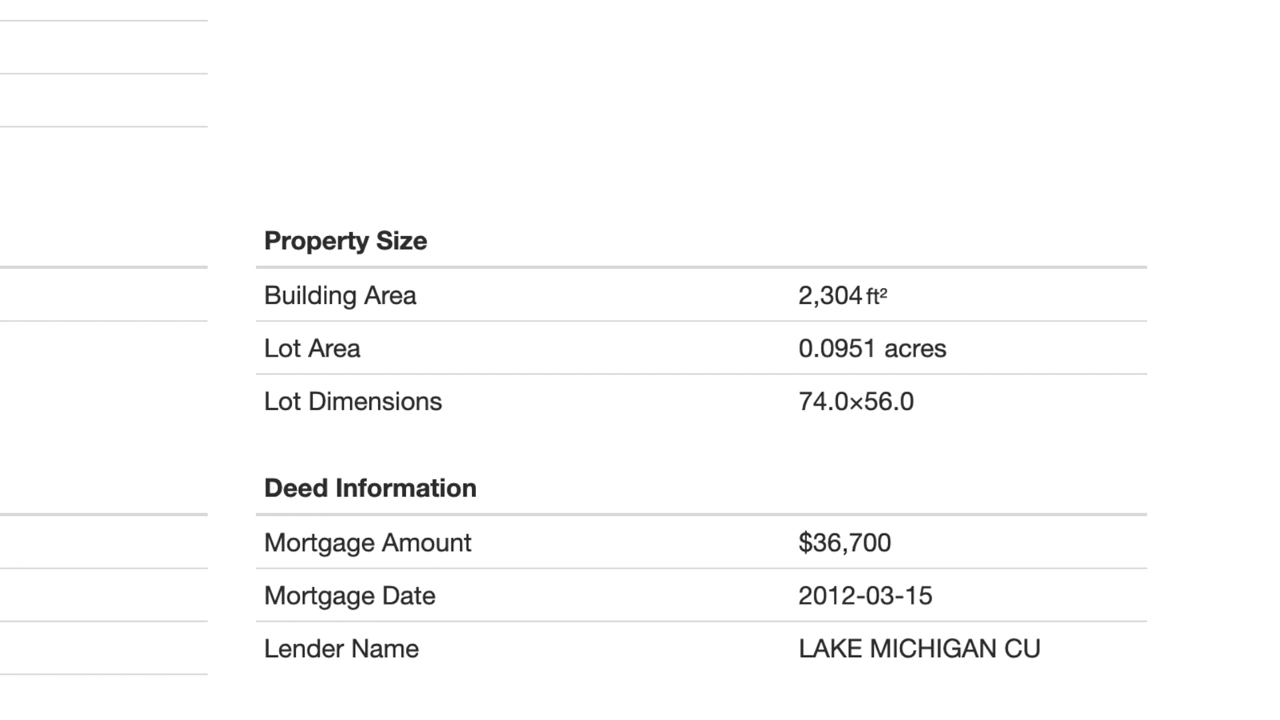 Property Size
Building Area 2,304 ft²
Lot Area 0.0951 acres
Lot Dimensions 74.0×56.0
Deed Information
Mortgage Amount $36,700
Mortgage Date 2012-03-15
Lender Name LAKE MICHIGAN CU